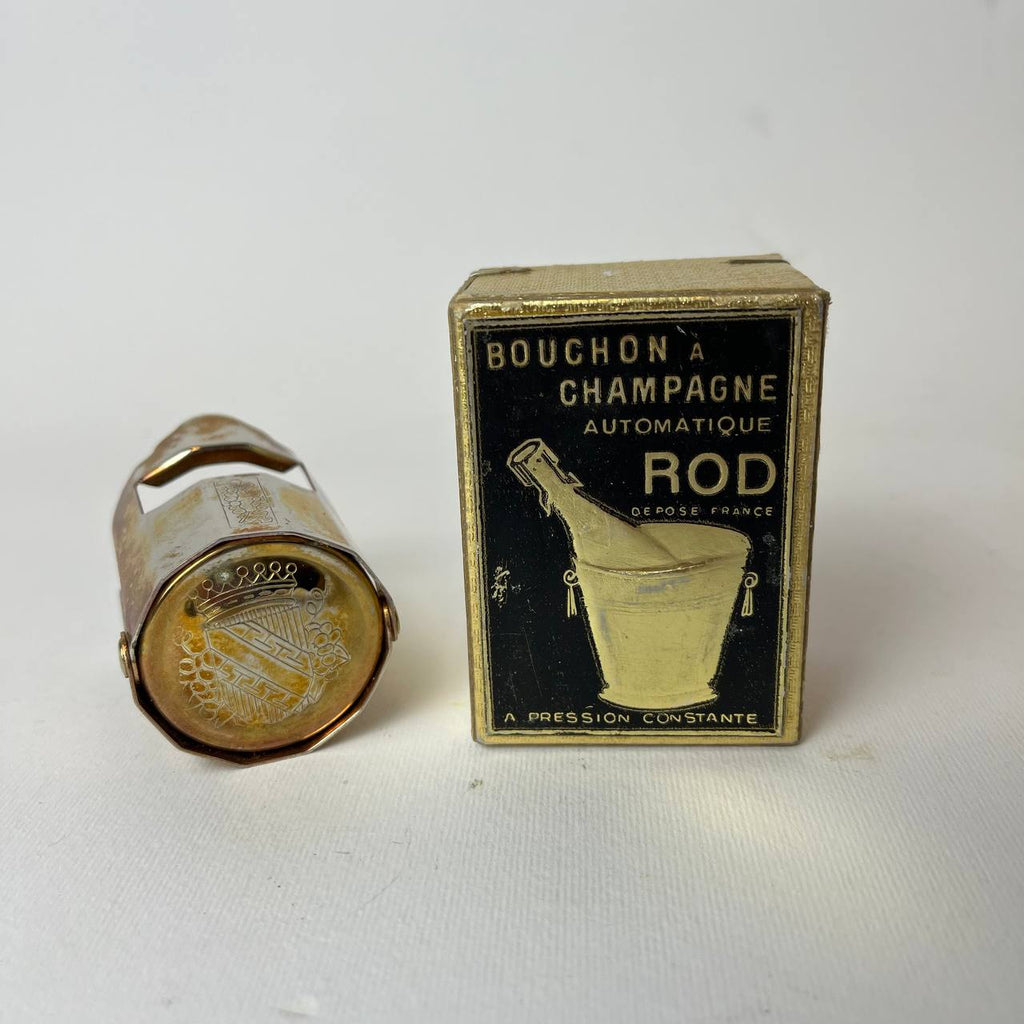 BOUCHON À
CHAMPAGNE
AUTOMATIQUE
ROD
DEPOSE FRANCE
A PRESSION CONSTANTE